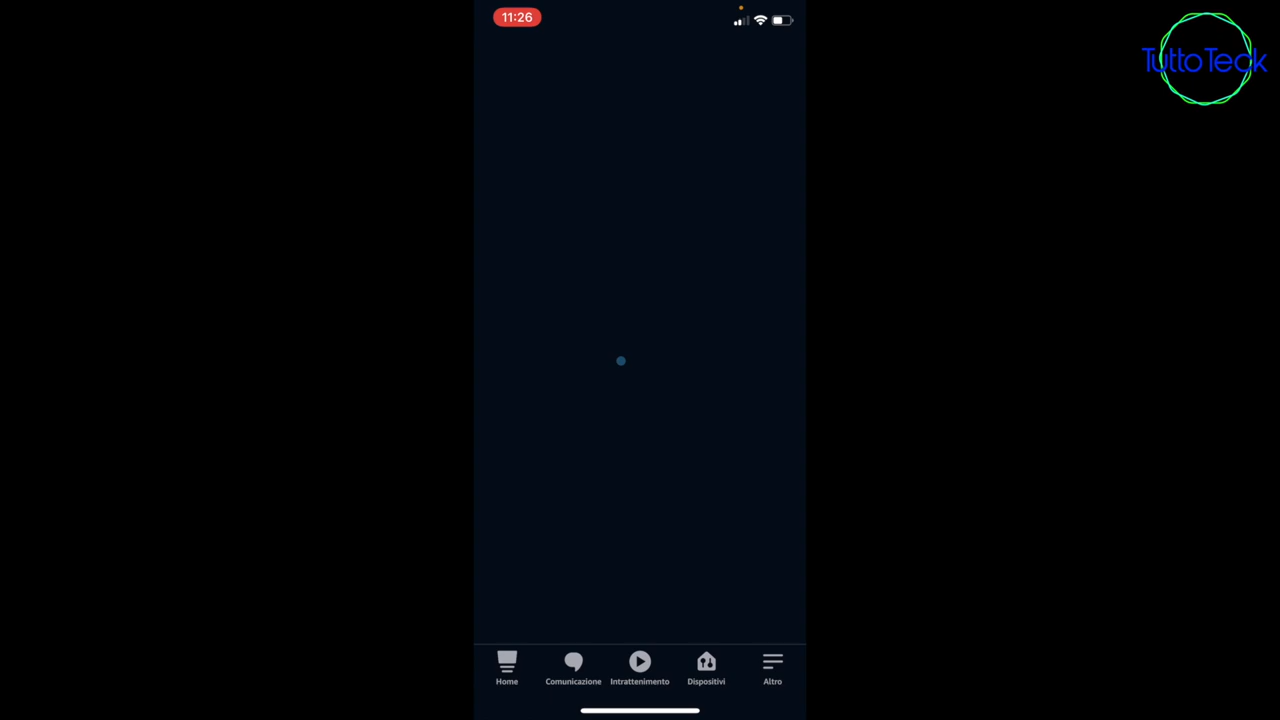 11:26
TuttoTeck
Home
Comunicazione
Intrattenimento
Dispositivi
Altro